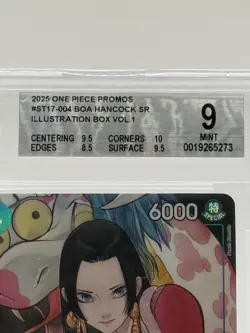 2025 ONE PIECE PROMOS
#ST17-004 BOA HANCOCK SR
ILLUSTRATION BOX VOL.1
CENTERING 9.5 CORNERS 10
EDGES 8.5 SURFACE 9.5
9
MINT
0019265273
6000 特
SPECIAL